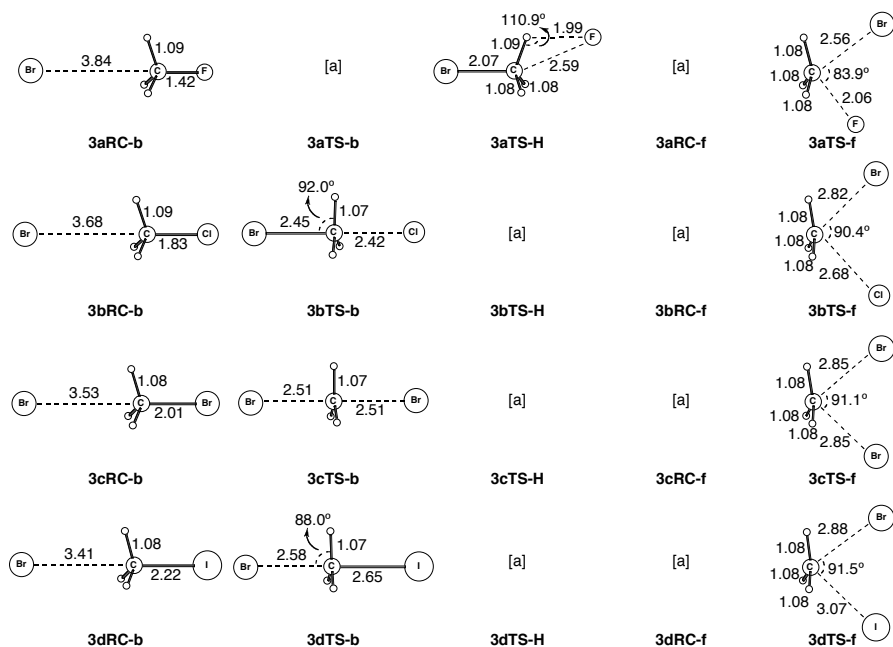 1.09
3.84
Br
C
F
1.42
3aRC-b
[a]
3aTS-b
110.9º
1.99
1.09
F
2.07
2.59
Br
C
1.08
1.08
3aTS-H
[a]
3aRC-f
Br
2.56
1.08
1.08
C
83.9º
1.08
2.06
F
3aTS-f
1.09
3.68
Br
C
Cl
1.83
3bRC-b
92.0º
1.07
2.45
Br
C
Cl
2.42
3bTS-b
[a]
3bTS-H
[a]
3bRC-f
Br
2.82
1.08
1.08
C
90.4º
1.08
2.68
Cl
3bTS-f
1.08
3.53
Br
C
Br
2.01
3cRC-b
1.07
2.51
Br
C
Br
2.51
3cTS-b
[a]
3cTS-H
[a]
3cRC-f
Br
2.85
1.08
C
91.1º
1.08
1.08
2.85
Br
3cTS-f
1.08
3.41
Br
C
I
2.22
3dRC-b
88.0º
1.07
2.58
Br
C
I
2.65
3dTS-b
[a]
3dTS-H
[a]
3dRC-f
Br
2.88
1.08
C
91.5º
1.08
1.08
3.07
I
3dTS-f